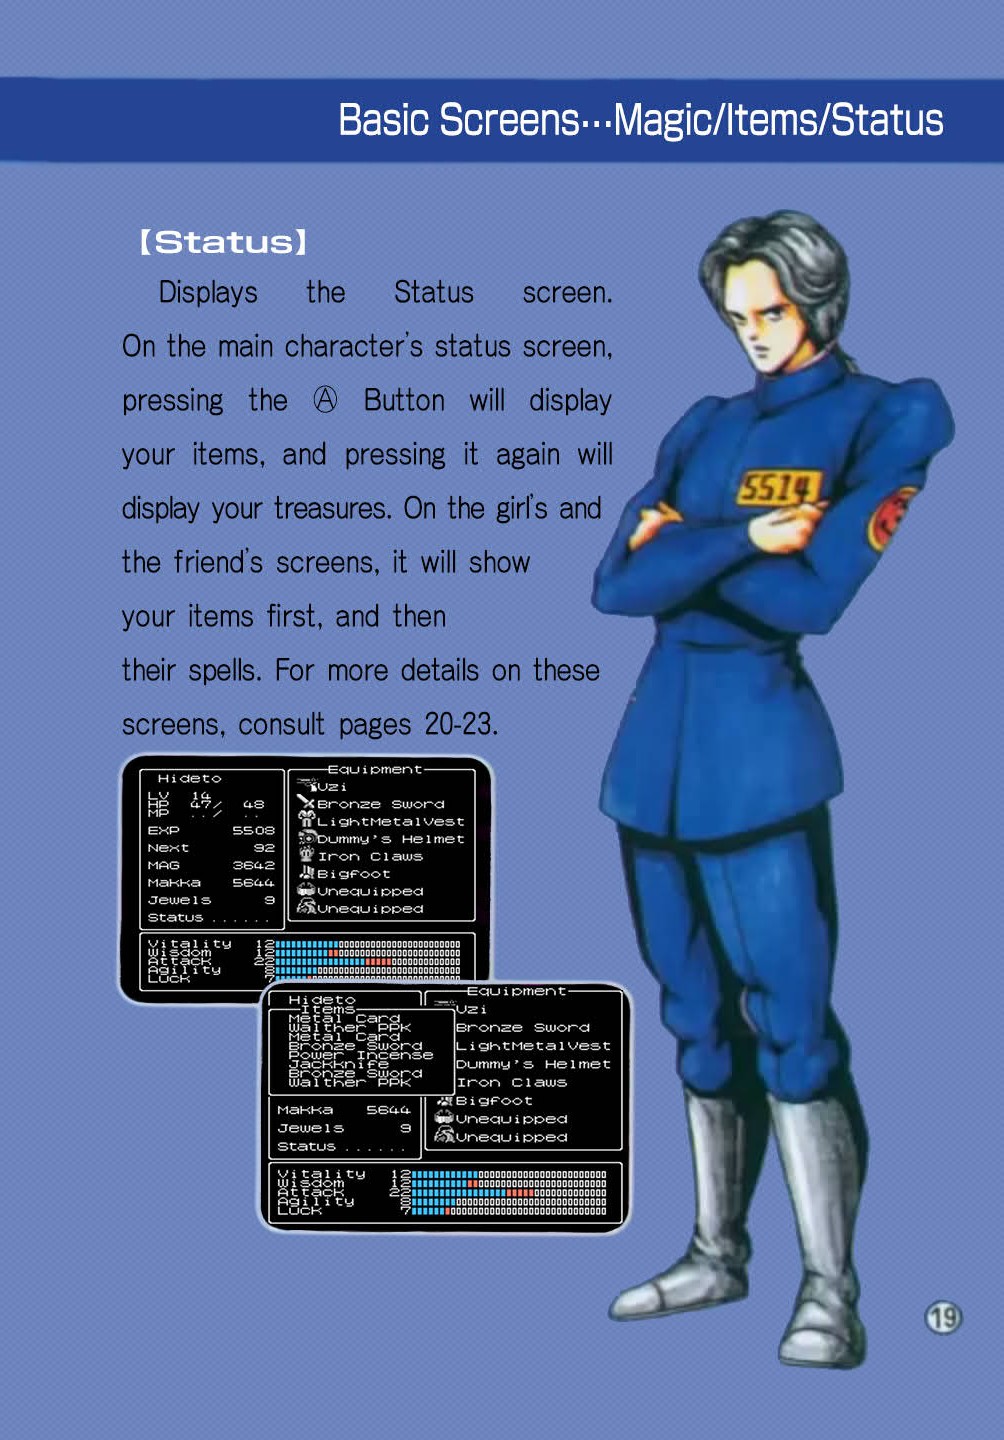 Basic Screens···Magic/Items/Status
【Status】
Displays the Status screen.
On the main character's status screen,
pressing the Ⓐ Button will display
your items, and pressing it again will
display your treasures. On the girl's and
the friend's screens, it will show
your items first, and then
their spells. For more details on these
screens, consult pages 20-23.
5514
Hideto
LV 14
HP 47/ 48
MP ../ ..
EXP 5508
Next 92
MAG 3642
Makka 5644
Jewels 9
Status ......
Equipment
Uzi
Bronze Sword
LightMetalVest
Dummy's Helmet
Iron Claws
Bigfoot
Unequipped
Unequipped
Vitality 12
Wisdom 12
Attack 22
Agility 8
Luck 7
Hideto
Items
Metal Card
Walther PPK
Metal Card
Bronze Sword
Power Incense
Jackknife
Bronze Sword
Walther PPK
Makka 5644
Jewels 9
Status ......
Equipment
Uzi
Bronze Sword
LightMetalVest
Dummy's Helmet
Iron Claws
Bigfoot
Unequipped
Unequipped
Vitality 12
Wisdom 12
Attack 22
Agility 8
Luck 7
19